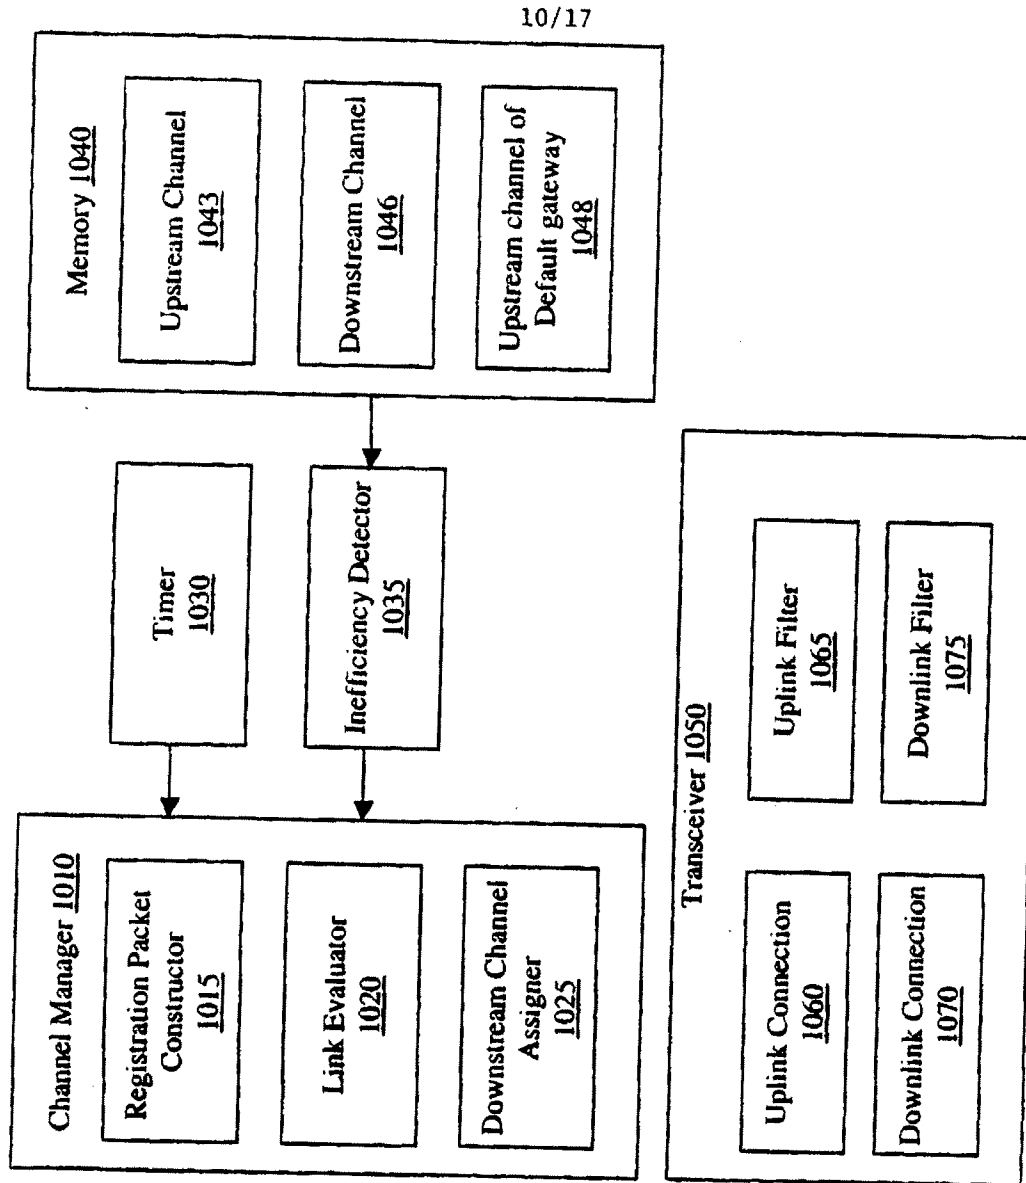 10/17
Channel Manager 1010
Registration Packet
Constructor
1015
Link Evaluator
1020
Downstream Channel
Assigner
1025
Timer
1030
Inefficiency Detector
1035
Memory 1040
Upstream Channel
1043
Downstream Channel
1046
Upstream channel of
Default gateway
1048
Transceiver 1050
Uplink Connection
1060
Uplink Filter
1065
Downlink Connection
1070
Downlink Filter
1075